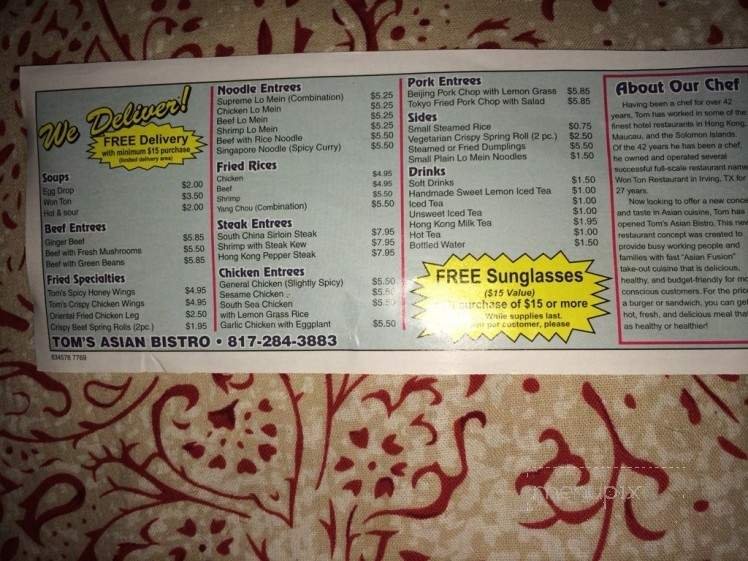 We Deliver!
FREE Delivery
with minimum $15 purchase
(limited delivery area)
Soups
Egg Drop $2.00
Won Ton $3.50
Hot & sour $2.00
Beef Entrees
Ginger Beef $5.85
Beef with Fresh Mushrooms $5.50
Beef with Green Beans $5.85
Fried Specialties
Tom's Spicy Honey Wings $4.95
Tom's Crispy Chicken Wings $4.95
Oriental Fried Chicken Leg $2.50
Crispy Beef Spring Rolls (2pc.) $1.95
Noodle Entrees
Supreme Lo Mein (Combination) $5.25
Chicken Lo Mein $5.25
Beef Lo Mein $5.25
Shrimp Lo Mein $5.25
Beef with Rice Noodle $5.50
Singapore Noodle (Spicy Curry) $5.50
Fried Rices
Chicken $4.95
Beef $4.95
Shrimp $4.95
Yang Chou (Combination) $5.50
Steak Entrees
South China Sirloin Steak $7.95
Shrimp with Steak Kew $7.95
Hong Kong Pepper Steak $7.95
Chicken Entrees
General Chicken (Slightly Spicy) $5.50
Sesame Chicken $5.50
South Sea Chicken $5.50
with Lemon Grass Rice
Garlic Chicken with Eggplant $5.50
Pork Entrees
Beijing Pork Chop with Lemon Grass $5.85
Tokyo Fried Pork Chop with Salad $5.85
Sides
Small Steamed Rice $0.75
Vegetarian Crispy Spring Roll (2 pc.) $2.50
Steamed or Fried Dumplings $5.50
Small Plain Lo Mein Noodles $1.50
Drinks
Soft Drinks $1.50
Handmade Sweet Lemon Iced Tea $1.00
Iced Tea $1.00
Unsweet Iced Tea $1.00
Hong Kong Milk Tea $1.95
Hot Tea $1.00
Bottled Water $1.50
FREE Sunglasses
($15 Value)
purchase of $15 or more
While supplies last.
per customer, please
About Our Chef
Having been a chef for over 42
years, Tom has worked in some of the
finest hotel restaurants in Hong Kong,
Maucau, and the Solomon Islands.
Of the 42 years he has been a chef,
he owned and operated several
successful full-scale restaurants
Won Ton Restaurant in Irving, TX for
27 years.
Now looking to offer a new
and taste in Asian cuisine, Tom has
opened Tom's Asian Bistro. This new
restaurant concept was created to
provide busy working people and
families with fast "Asian Fusion"
take-out cuisine that is delicious,
healthy, and budget-friendly for
conscious customers. For the price
a burger or sandwich, you can get
hot, fresh, and delicious meal that
as healthy or healthier!
TOM'S ASIAN BISTRO • 817-284-3883
634578 7769
menupix